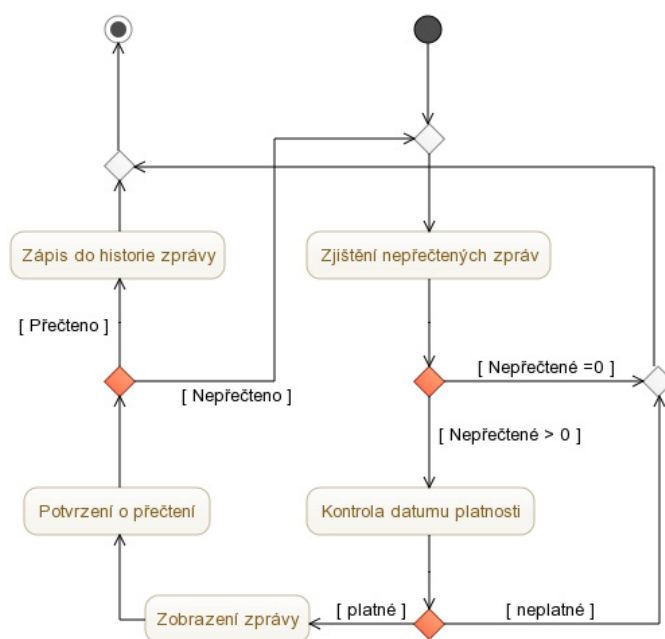 Zápis do historie zprávy
Zjištění nepřečtených zpráv
[ Přečteno ]
[ Nepřečteno ]
[ Nepřečtené =0 ]
[ Nepřečtené > 0 ]
Potvrzení o přečtení
Kontrola datumu platnosti
Zobrazení zprávy
[ platné ]
[ neplatné ]